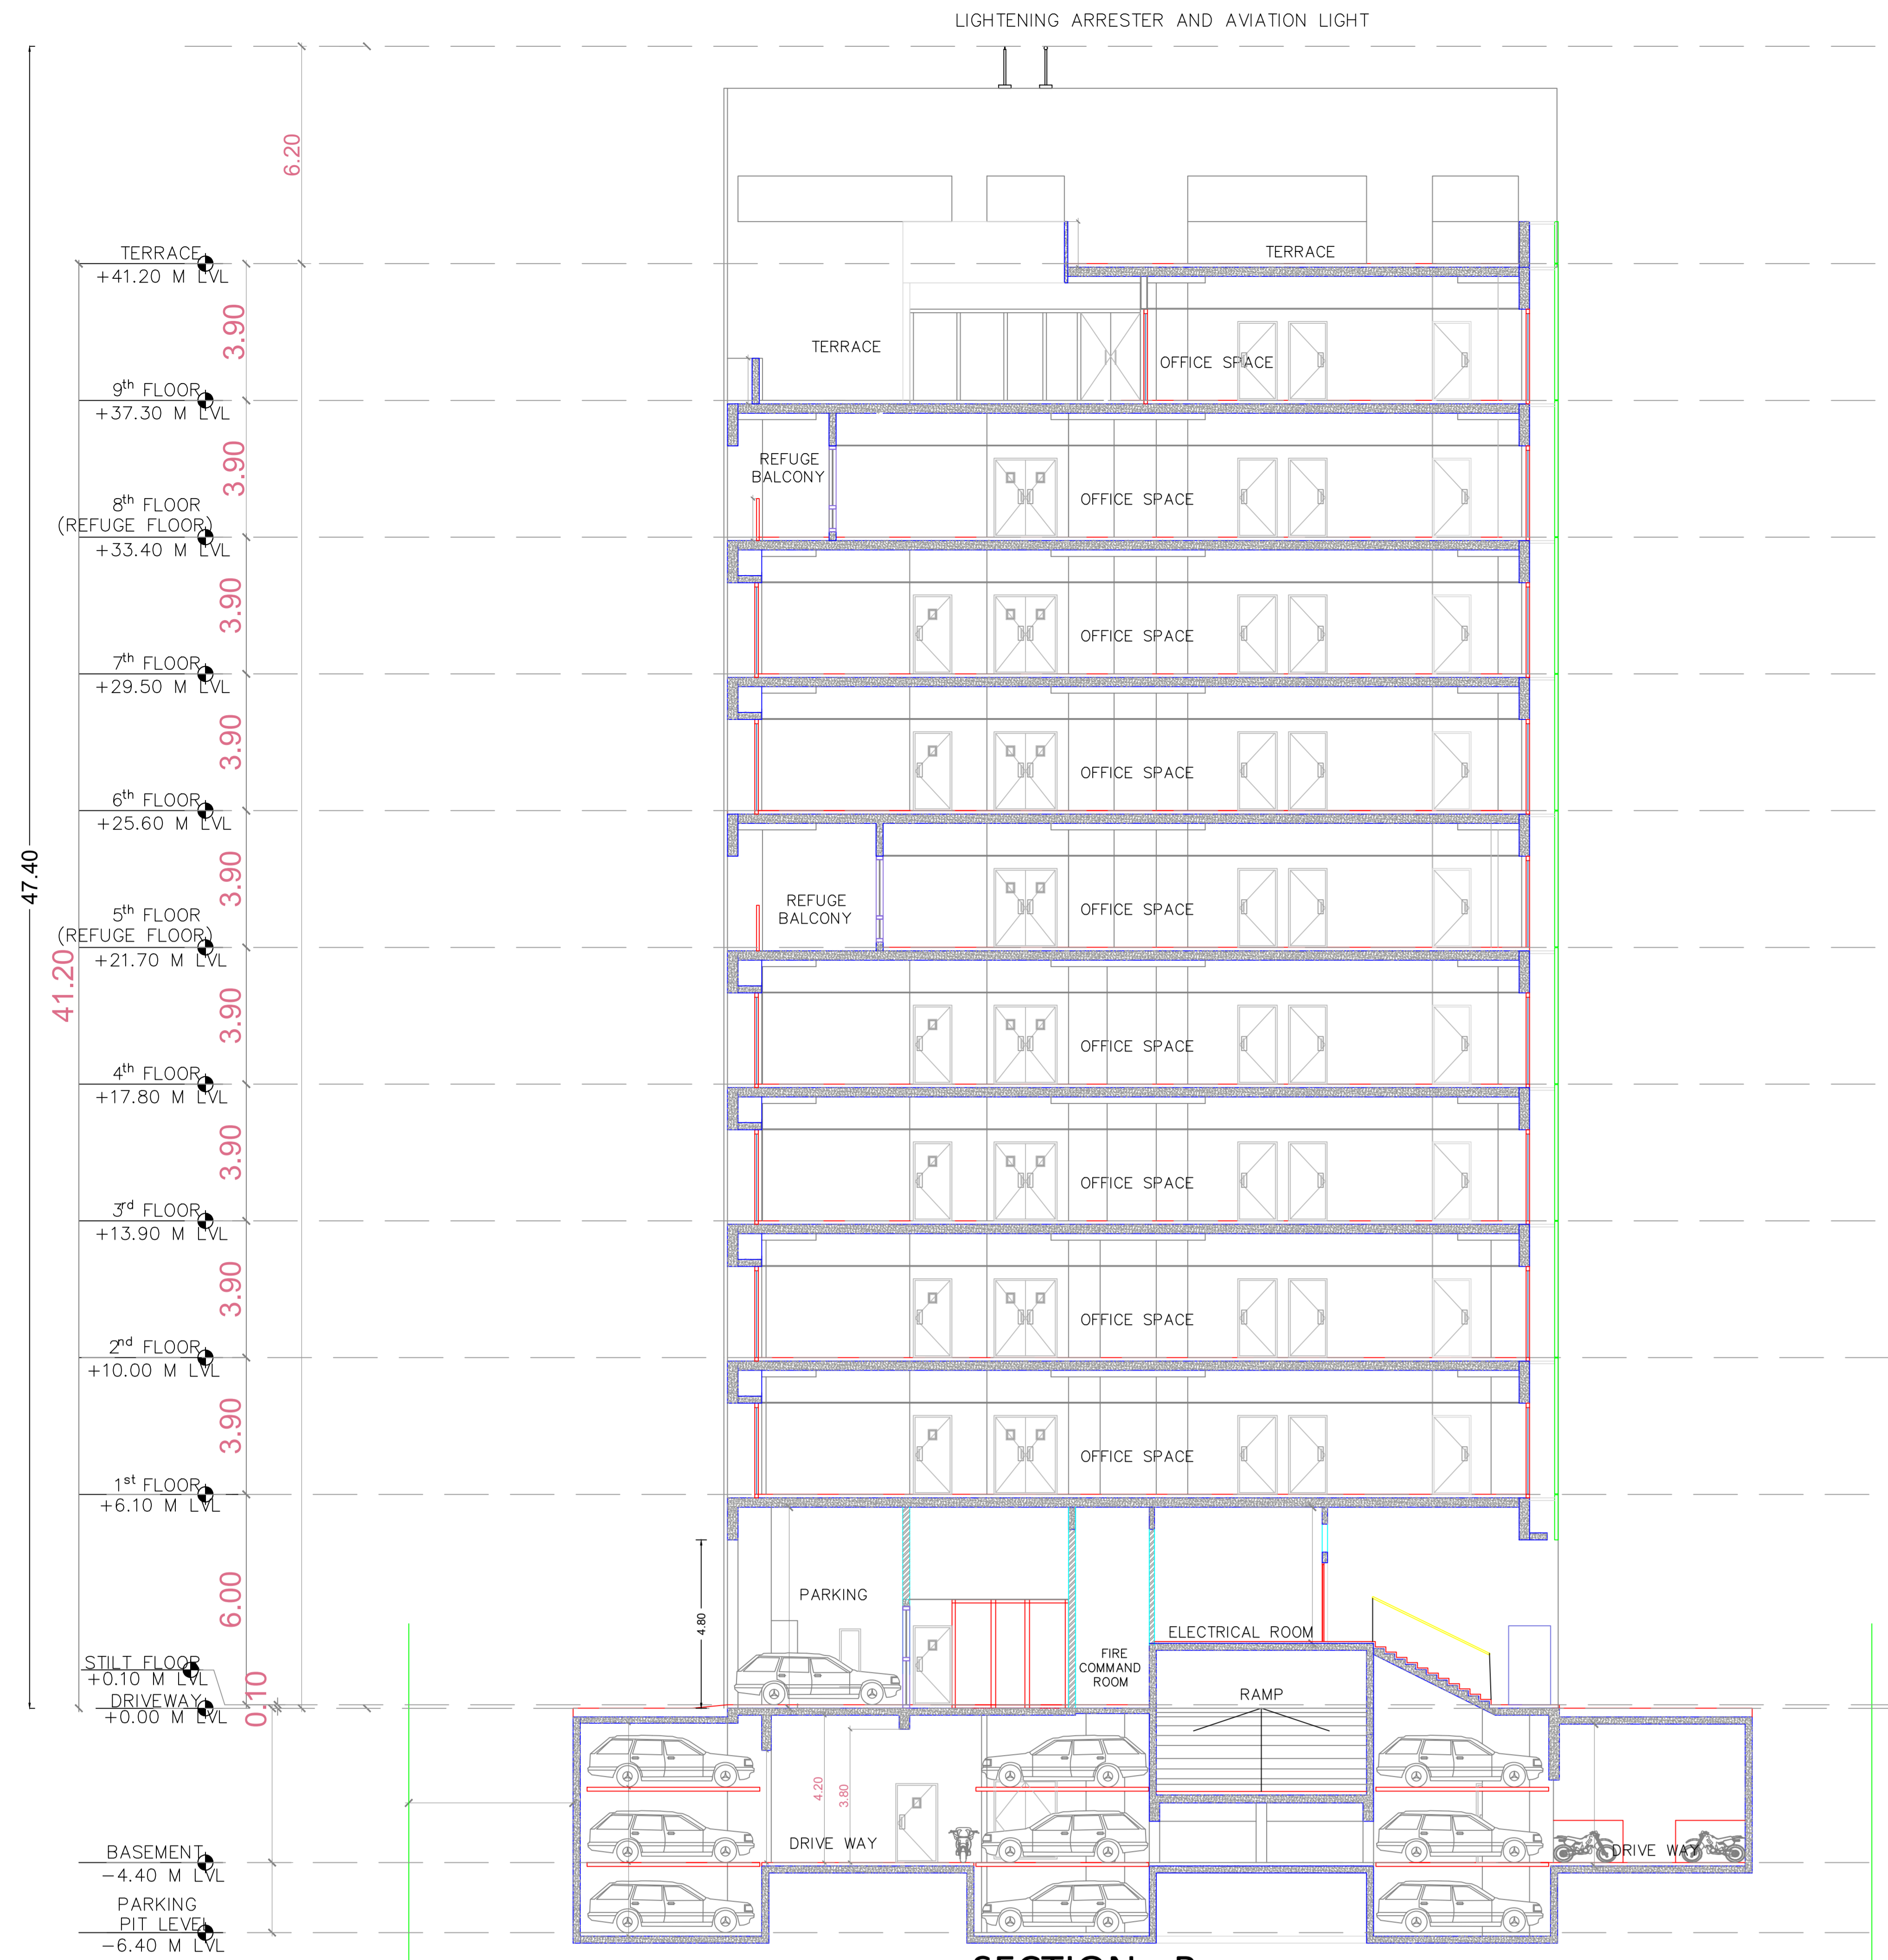 LIGHTENING ARRESTER AND AVIATION LIGHT
6.20
TERRACE
+41.20 M LVL
TERRACE
3.90
TERRACE
OFFICE SPACE
9th FLOOR
+37.30 M LVL
3.90
REFUGE
BALCONY
OFFICE SPACE
8th FLOOR
(REFUGE FLOOR)
+33.40 M LVL
3.90
OFFICE SPACE
7th FLOOR
+29.50 M LVL
3.90
OFFICE SPACE
6th FLOOR
+25.60 M LVL
47.40
3.90
REFUGE
BALCONY
OFFICE SPACE
5th FLOOR
(REFUGE FLOOR)
+21.70 M LVL
41.20
3.90
OFFICE SPACE
4th FLOOR
+17.80 M LVL
3.90
OFFICE SPACE
3rd FLOOR
+13.90 M LVL
3.90
OFFICE SPACE
2nd FLOOR
+10.00 M LVL
3.90
OFFICE SPACE
1st FLOOR
+6.10 M LVL
6.00
4.80
PARKING
ELECTRICAL ROOM
FIRE
COMMAND
ROOM
RAMP
STILT FLOOR
+0.10 M LVL
DRIVEWAY
+0.00 M LVL
0.10
4.20
3.80
DRIVE WAY
DRIVE WAY
BASEMENT
-4.40 M LVL
PARKING
PIT LEVEL
-6.40 M LVL